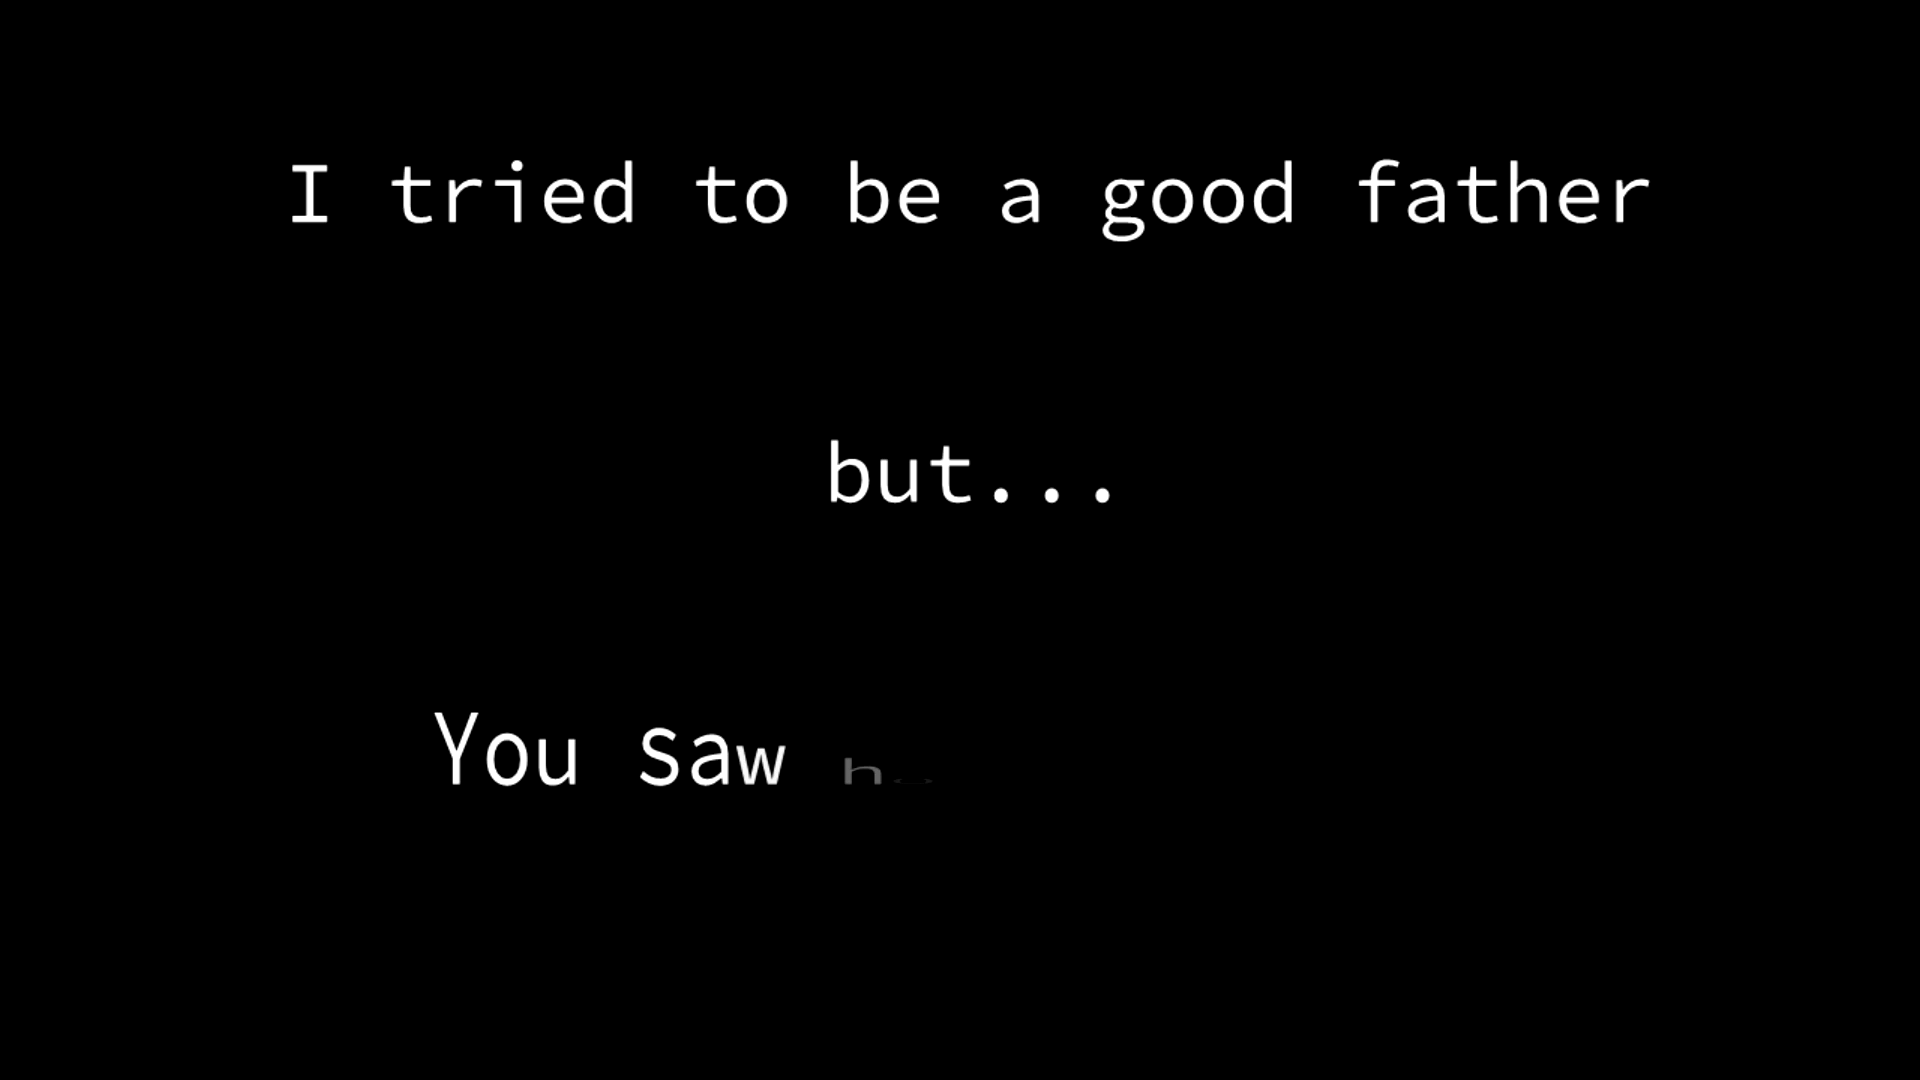 I tried to be a good father
but...
You saw